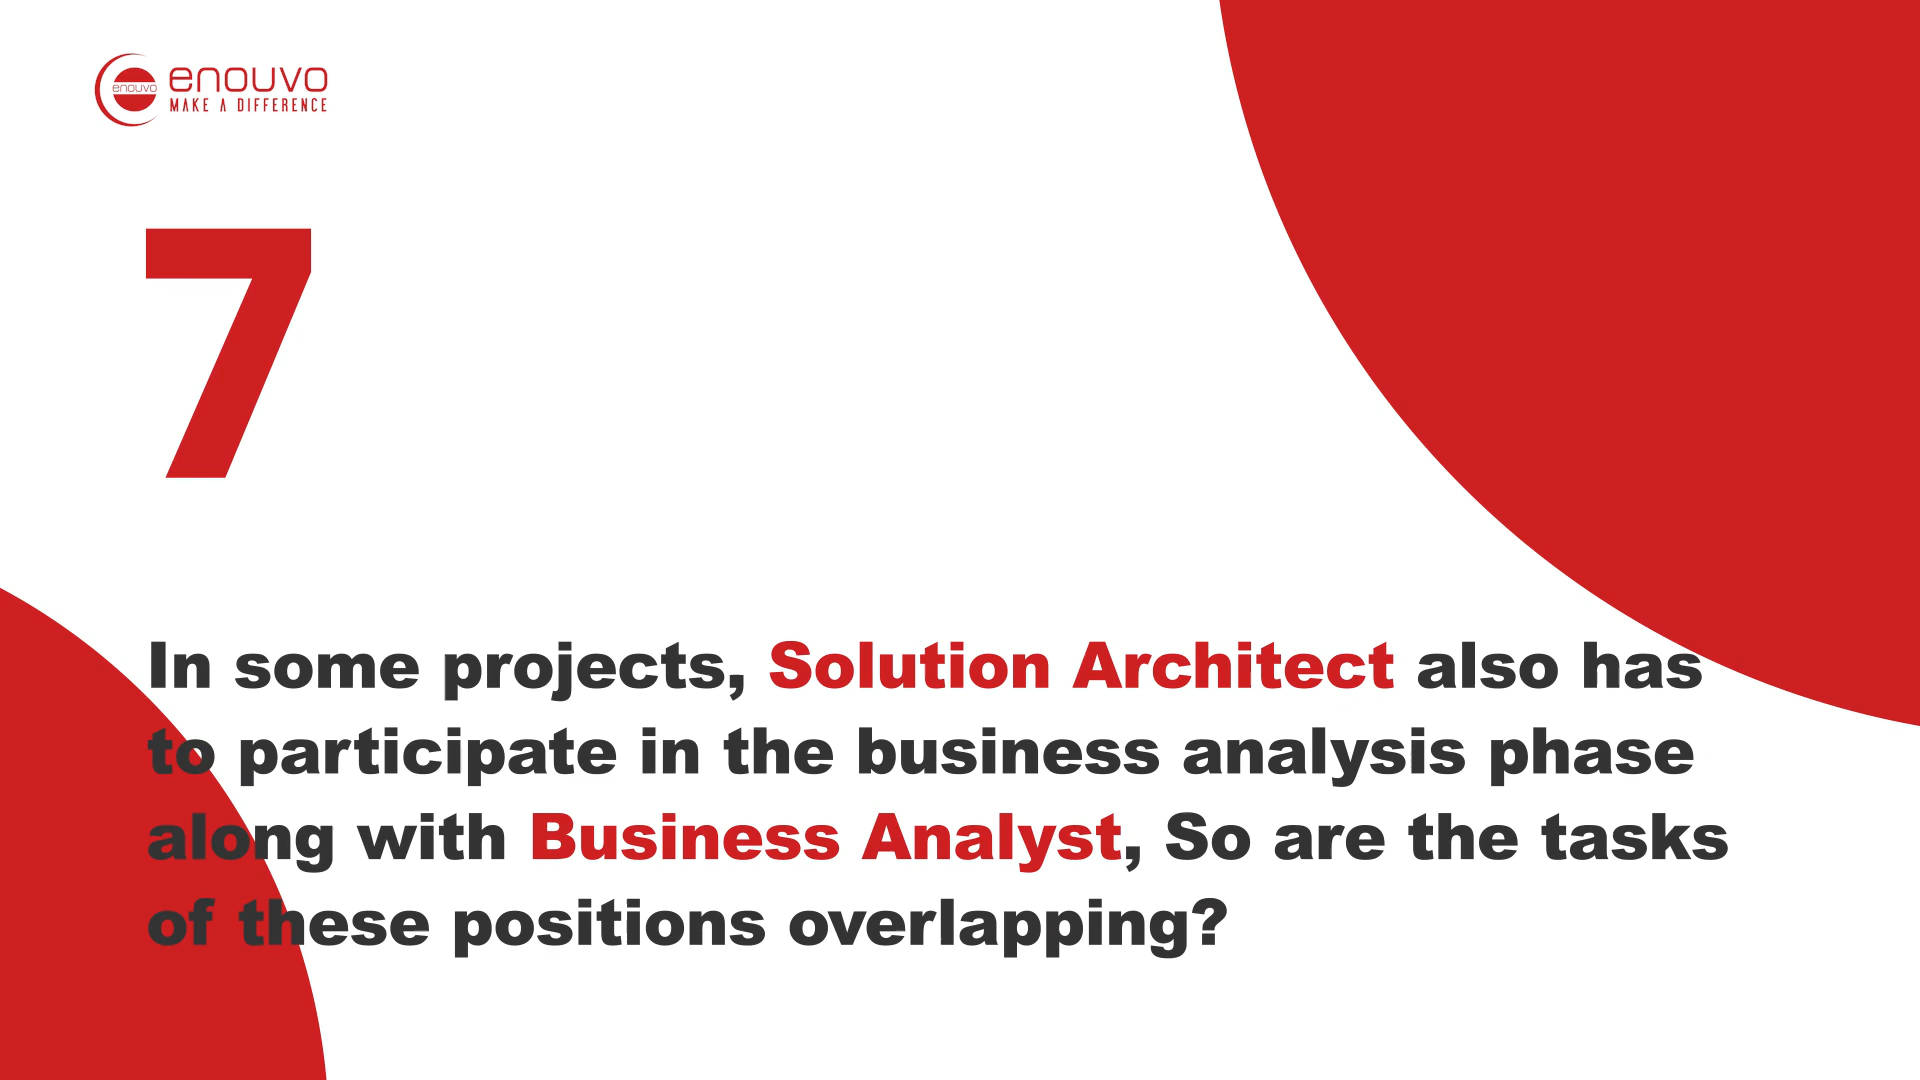 enouvo
enouvo
MAKE A DIFFERENCE
7
In some projects, Solution Architect also has
to participate in the business analysis phase
along with Business Analyst, So are the tasks
of these positions overlapping?